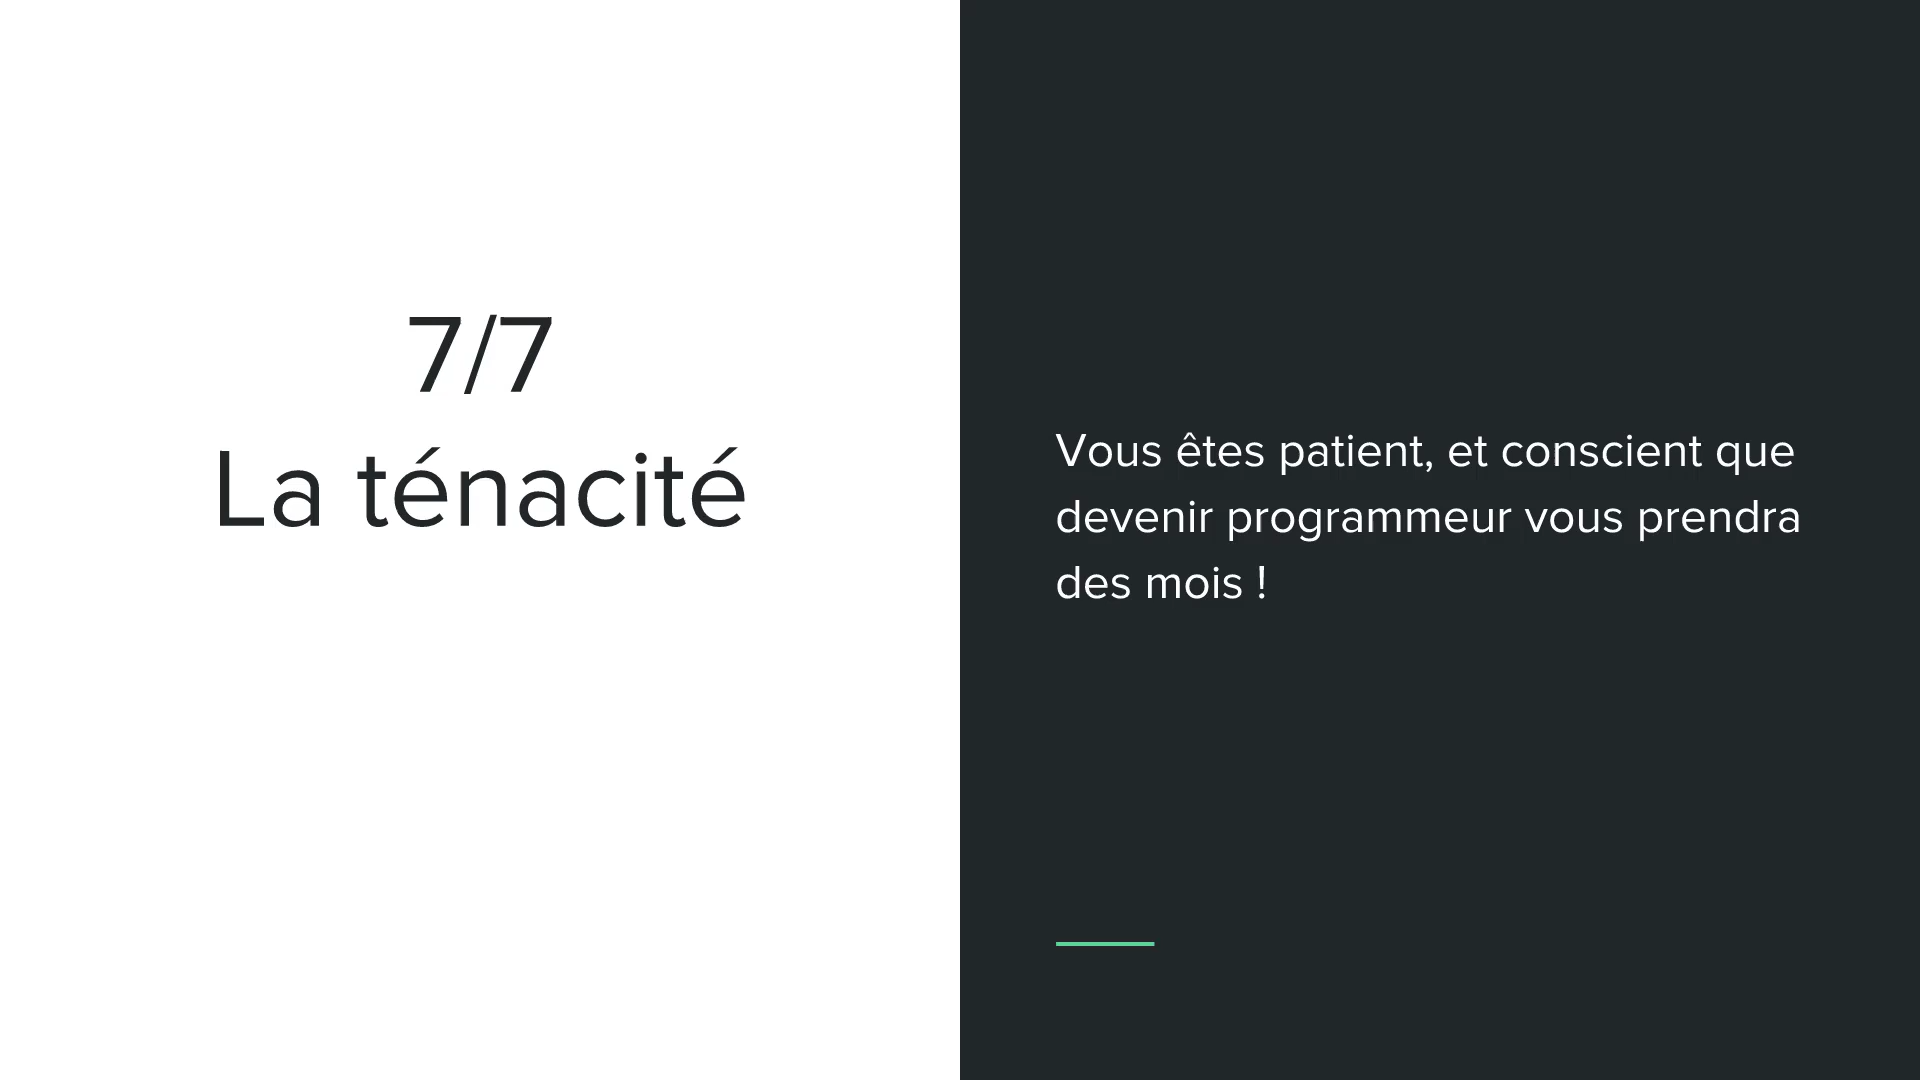 7/7
La ténacité
Vous êtes patient, et conscient que
devenir programmeur vous prendra
des mois !